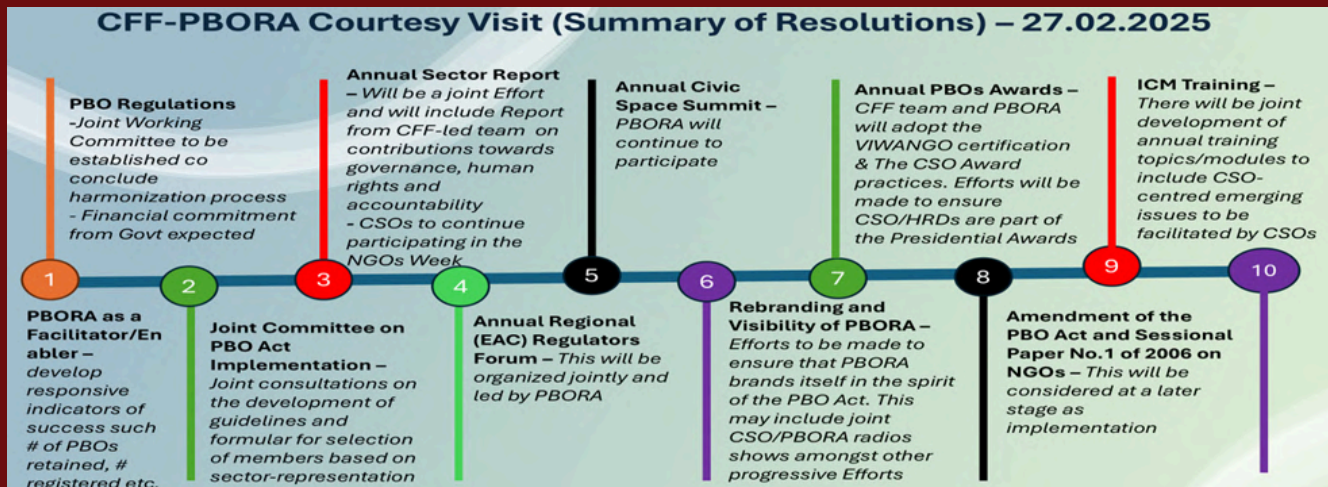 CFF-PBORA Courtesy Visit (Summary of Resolutions) – 27.02.2025
PBO Regulations
-Joint Working
Committee to be
established co
conclude
harmonization process
- Financial commitment
from Govt expected
Annual Sector Report
– Will be a joint Effort
and will include Report
from CFF-led team on
contributions towards
governance, human
rights and
accountability
- CSOs to continue
participating in the
NGOs Week
Annual Civic
Space Summit –
PBORA will
continue to
participate
Annual PBOs Awards –
CFF team and PBORA
will adopt the
VIWANGO certification
& The CSO Award
practices. Efforts will be
made to ensure
CSO/HRDs are part of
the Presidential Awards
ICM Training –
There will be joint
development of
annual training
topics/modules to
include CSO-
centred emerging
issues to be
facilitated by CSOs
1 2 3 4 5 6 7 8 9 10
PBORA as a
Facilitator/En
abler –
develop
responsive
indicators of
success such
# of PBOs
retained, #
registered etc.
Joint Committee on
PBO Act
Implementation –
Joint consultations on
the development of
guidelines and
formular for selection
of members based on
sector-representation
Annual Regional
(EAC) Regulators
Forum – This will be
organized jointly and
led by PBORA
Rebranding and
Visibility of PBORA –
Efforts to be made to
ensure that PBORA
brands itself in the spirit
of the PBO Act. This
may include joint
CSO/PBORA radios
shows amongst other
progressive Efforts
Amendment of the
PBO Act and Sessional
Paper No.1 of 2006 on
NGOs – This will be
considered at a later
stage as
implementation